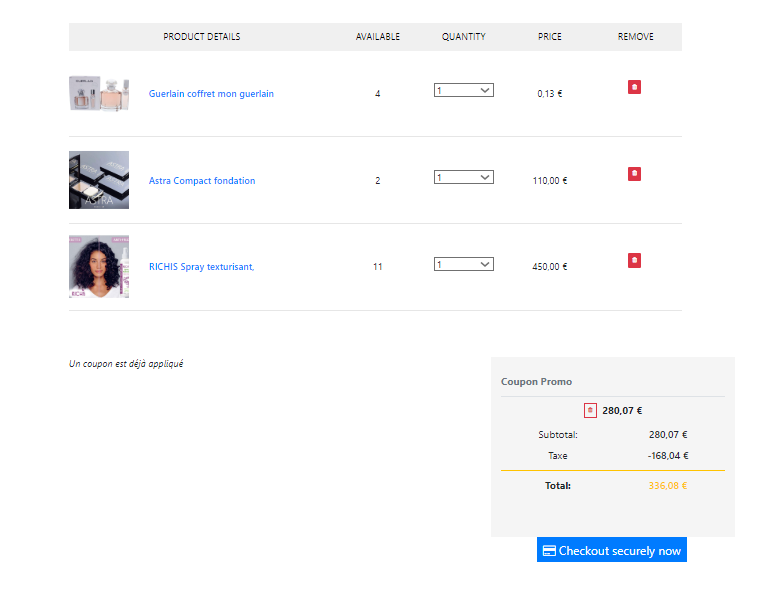 PRODUCT DETAILS AVAILABLE QUANTITY PRICE REMOVE
Guerlain coffret mon guerlain 4 1 0,13 €
Astra Compact fondation 2 1 110,00 €
ASTRA
RICHIS Spray texturisant, 11 1 450,00 €
Un coupon est déjà appliqué
Coupon Promo
280,07 €
Subtotal: 280,07 €
Taxe -168,04 €
Total: 336,08 €
Checkout securely now